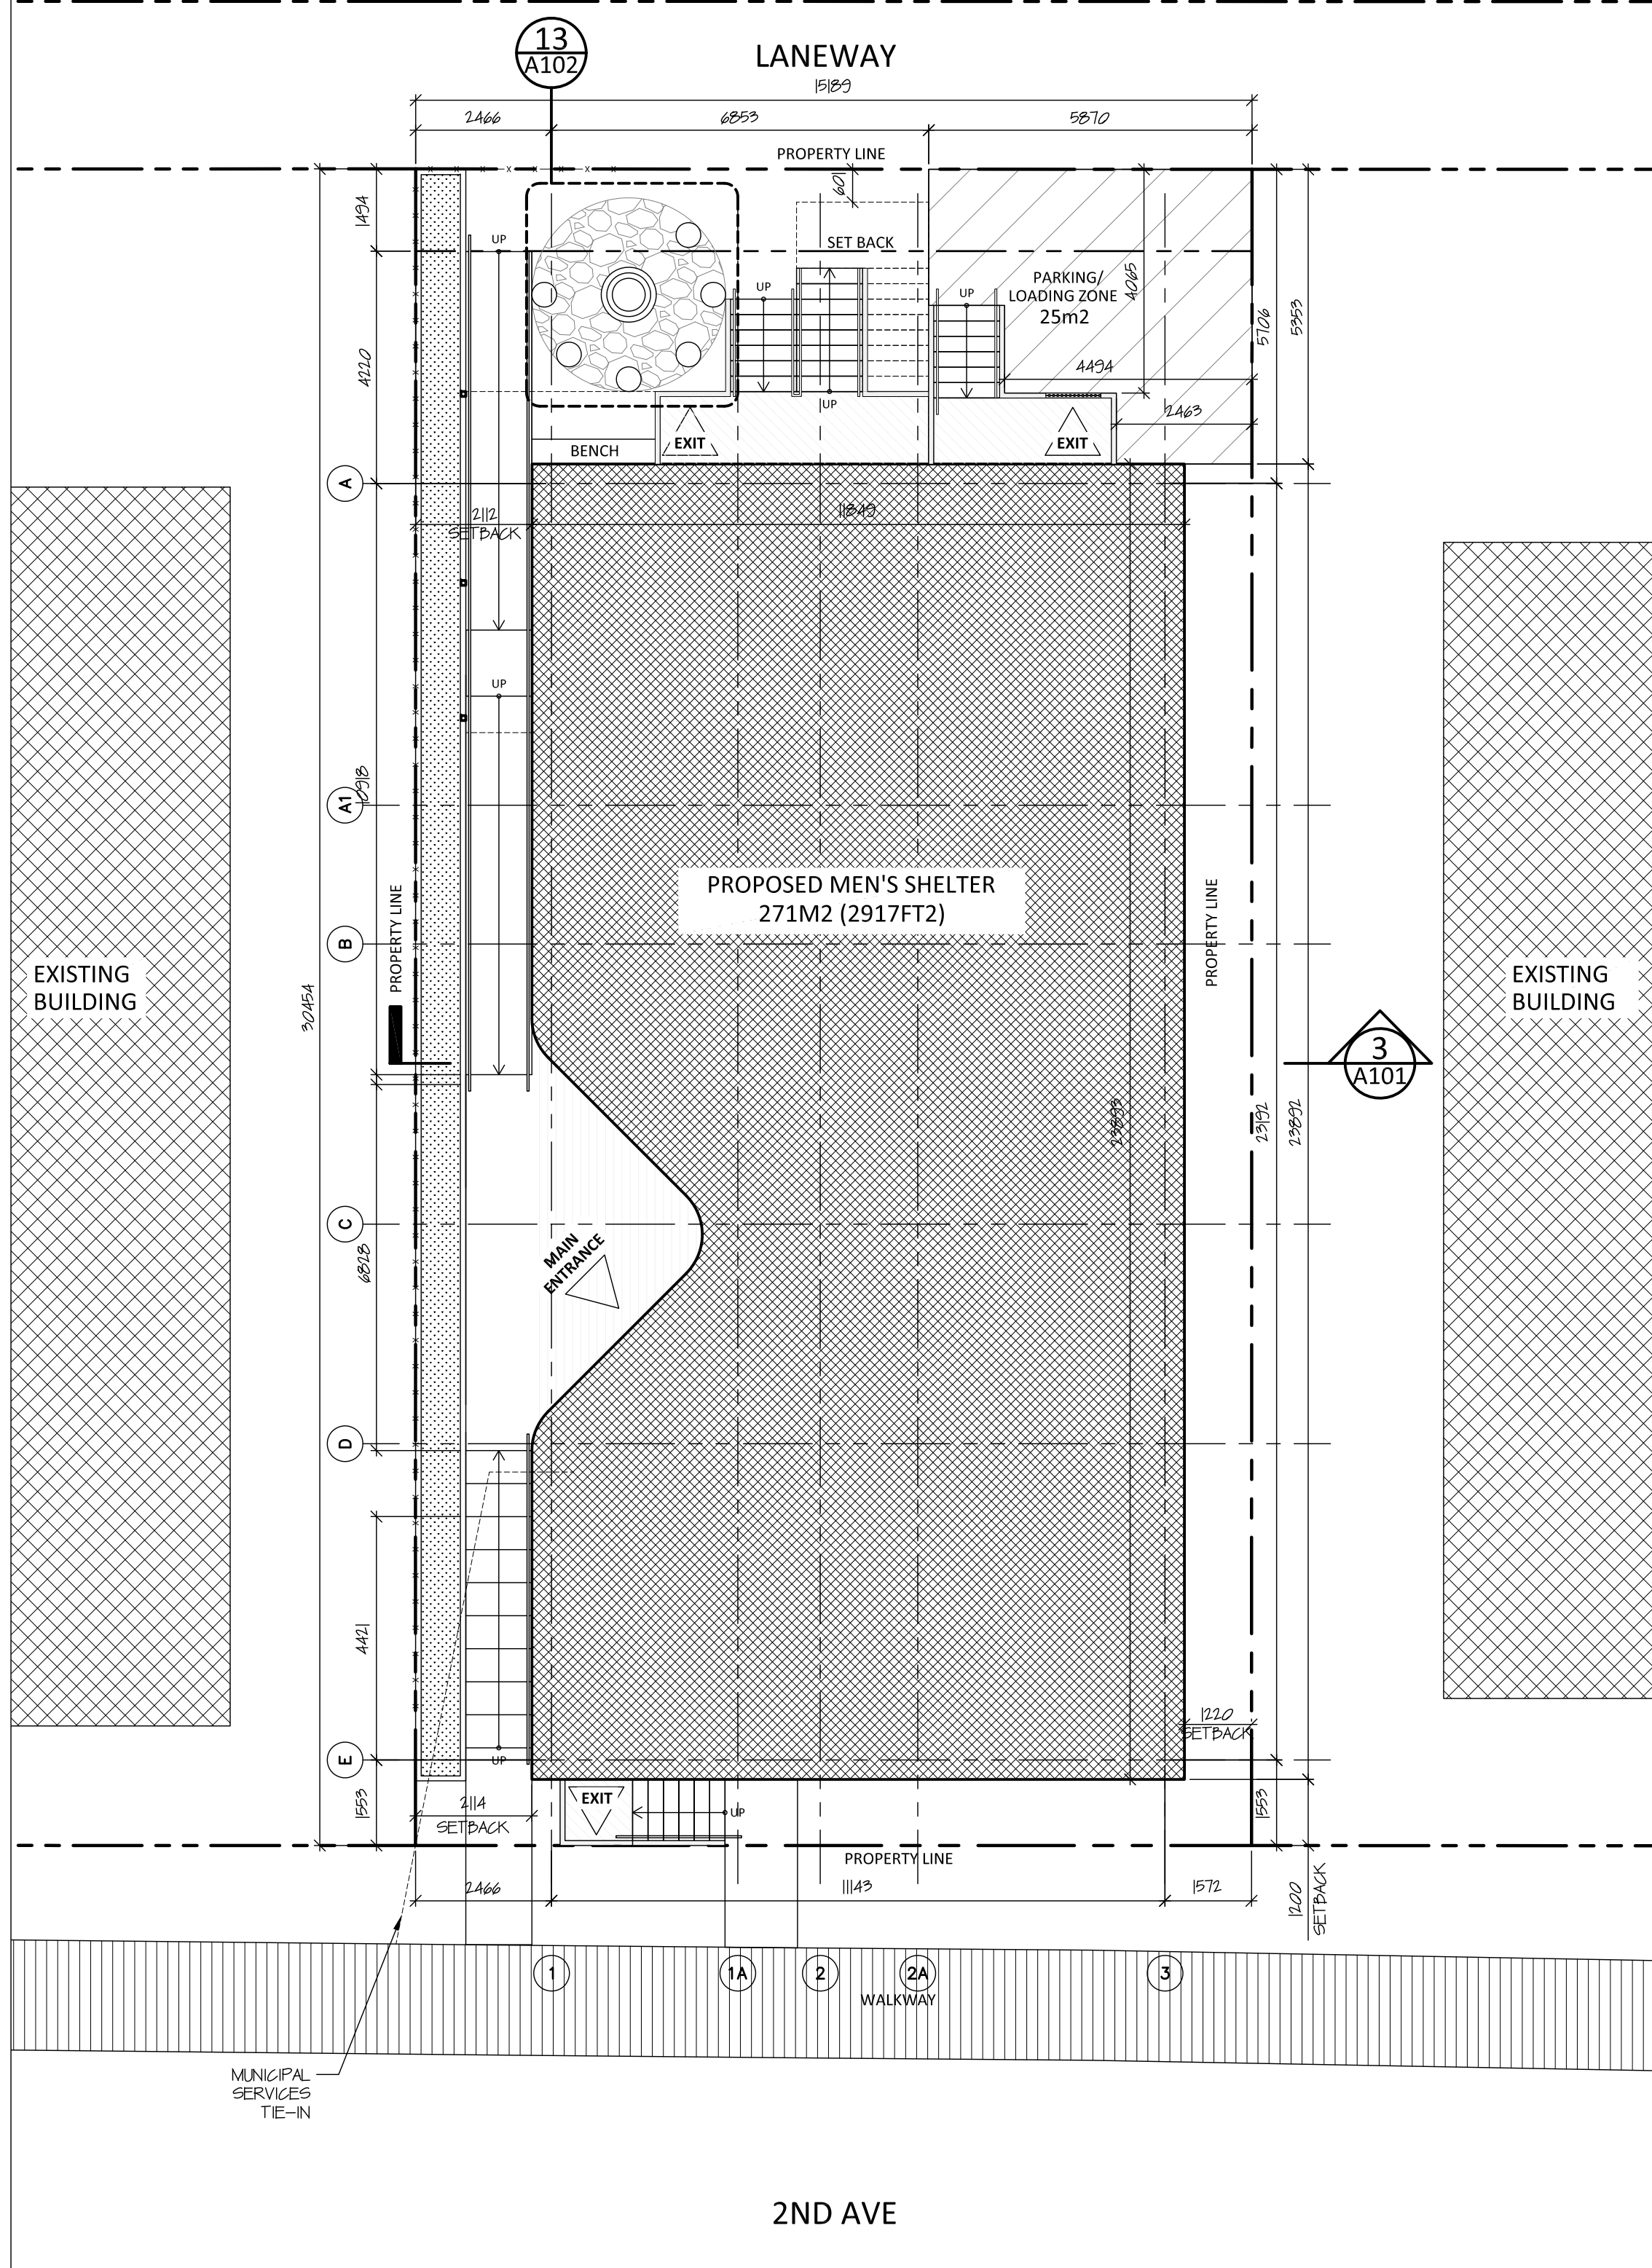 13
A102
LANEWAY
15189
2466
6853
5870
PROPERTY LINE
1494
601
UP
SET BACK
PARKING/
LOADING ZONE
25m2
4065
5706
5353
UP
UP
4220
4494
UP
2463
EXIT
EXIT
BENCH
A
2112
SETBACK
11849
UP
A1
10918
PROPOSED MEN'S SHELTER
271M2 (2917FT2)
PROPERTY LINE
PROPERTY LINE
B
EXISTING
BUILDING
EXISTING
BUILDING
30454
3
A101
23893
23192
23892
C
MAIN
ENTRANCE
6828
D
4421
1220
SETBACK
E
UP
1553
2114
SETBACK
EXIT
UP
1553
PROPERTY LINE
2466
11143
1572
1200
SETBACK
1
1A
2
2A
3
WALKWAY
MUNICIPAL
SERVICES
TIE-IN
2ND AVE